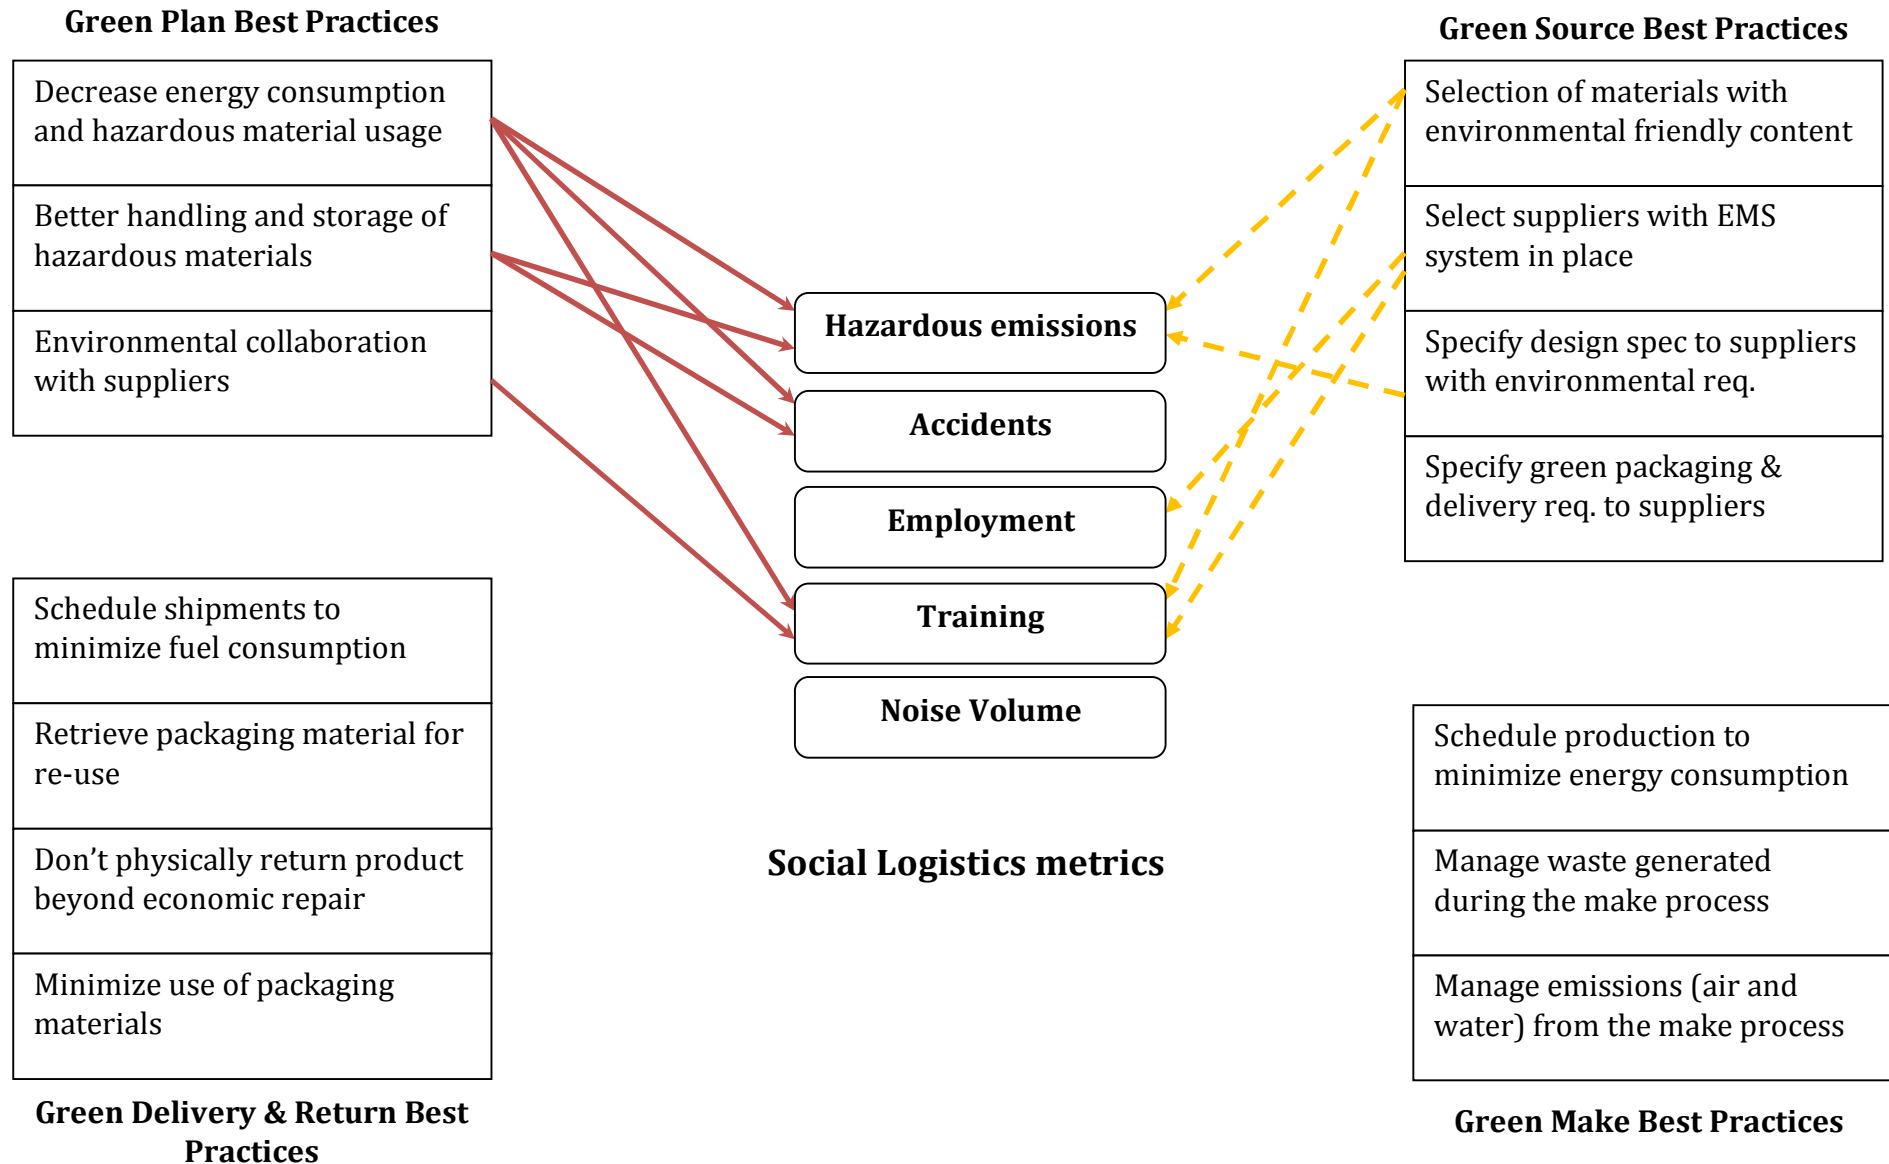 Green Plan Best Practices
Decrease energy consumption
and hazardous material usage
Better handling and storage of
hazardous materials
Environmental collaboration
with suppliers
Green Source Best Practices
Selection of materials with
environmental friendly content
Select suppliers with EMS
system in place
Specify design spec to suppliers
with environmental req.
Specify green packaging &
delivery req. to suppliers
Hazardous emissions
Accidents
Employment
Training
Noise Volume
Social Logistics metrics
Schedule shipments to
minimize fuel consumption
Retrieve packaging material for
re-use
Don’t physically return product
beyond economic repair
Minimize use of packaging
materials
Green Delivery & Return Best
Practices
Schedule production to
minimize energy consumption
Manage waste generated
during the make process
Manage emissions (air and
water) from the make process
Green Make Best Practices